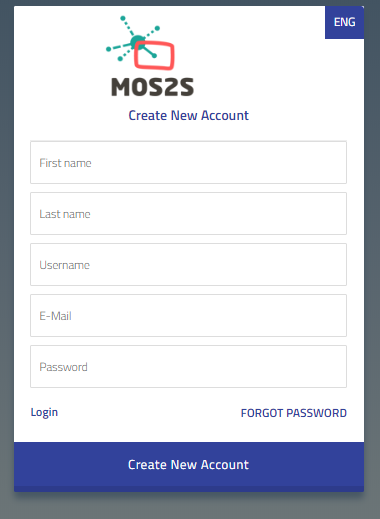 ENG
MOS2S
Create New Account
First name
Last name
Username
E-Mail
Password
Login
FORGOT PASSWORD
Create New Account